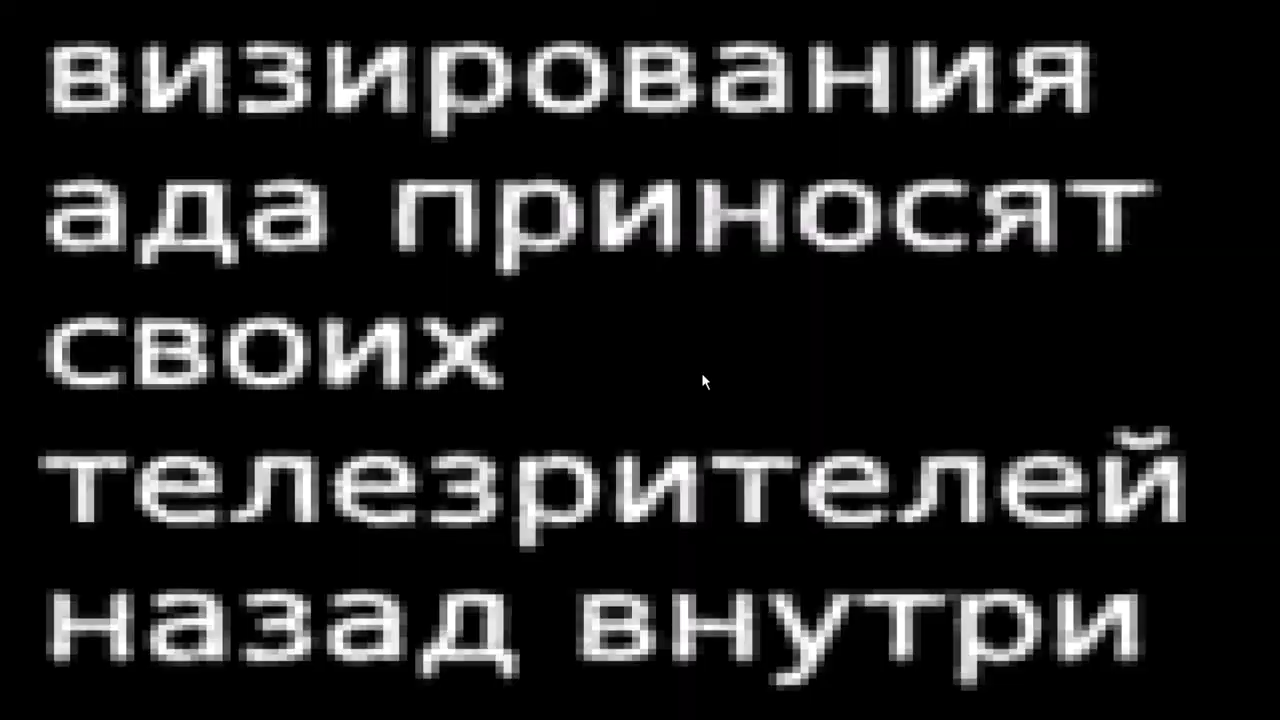 визирования
ада приносят
своих
телезрителей
назад внутри